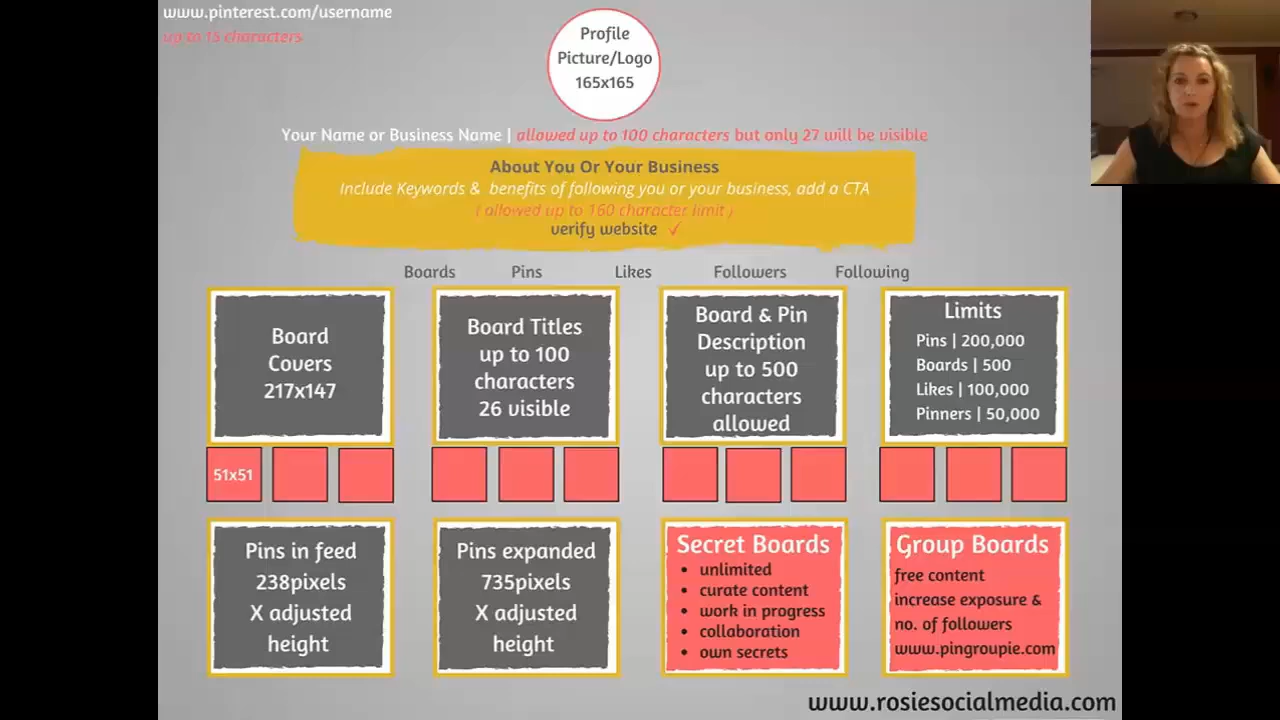 www.pinterest.com/username
up to 15 characters
Profile
Picture/Logo
165x165
Your Name or Business Name | allowed up to 100 characters but only 27 will be visible
About You Or Your Business
Include Keywords & benefits of following you or your business, add a CTA
( allowed up to 160 character limit )
verify website ✓
Boards Pins Likes Followers Following
Board
Covers
217x147
Board Titles
up to 100
characters
26 visible
Board & Pin
Description
up to 500
characters
allowed
Limits
Pins | 200,000
Boards | 500
Likes | 100,000
Pinners | 50,000
51x51
Pins in feed
238pixels
X adjusted
height
Pins expanded
735pixels
X adjusted
height
Secret Boards
• unlimited
• curate content
• work in progress
• collaboration
• own secrets
Group Boards
free content
increase exposure &
no. of followers
www.pingroupie.com
www.rosiesocialmedia.com